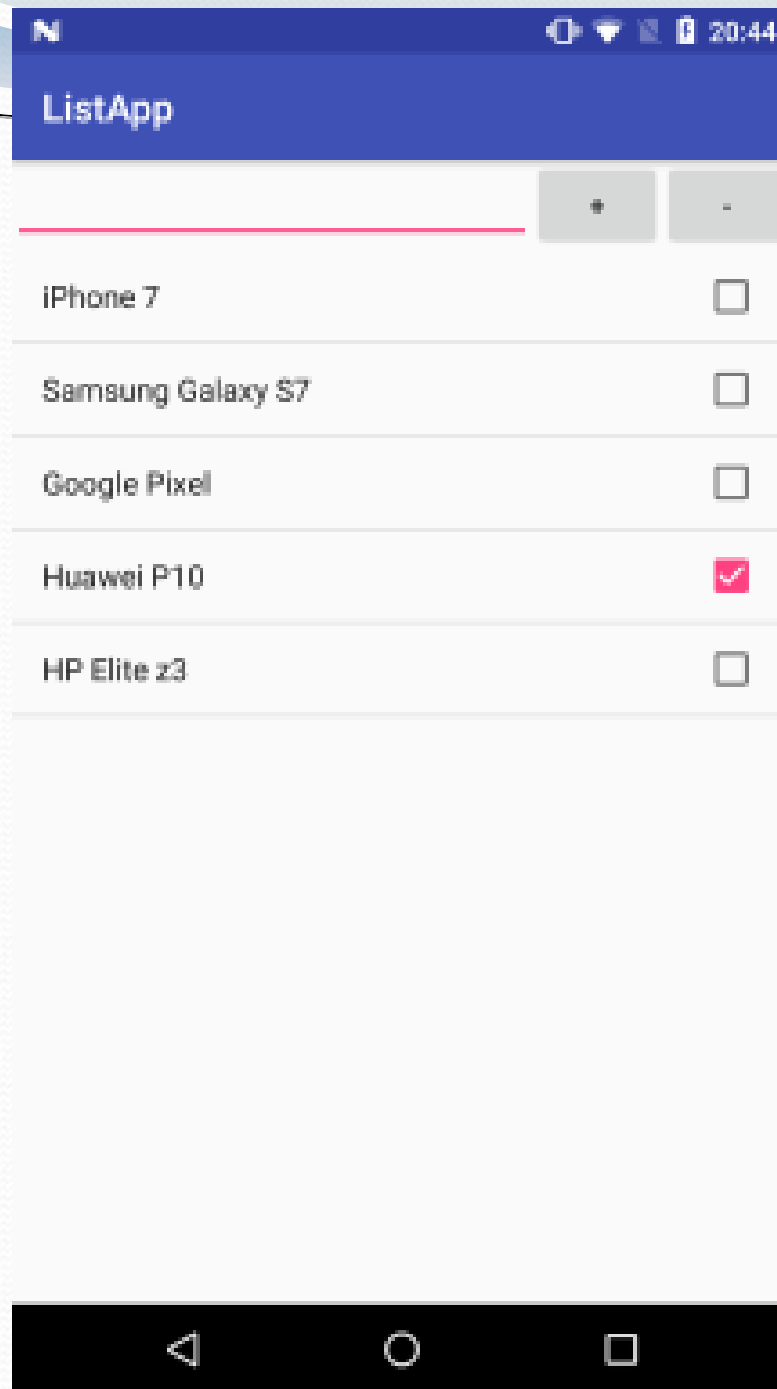 N 20:44
ListApp
+ -
iPhone 7
Samsung Galaxy S7
Google Pixel
Huawei P10
HP Elite z3